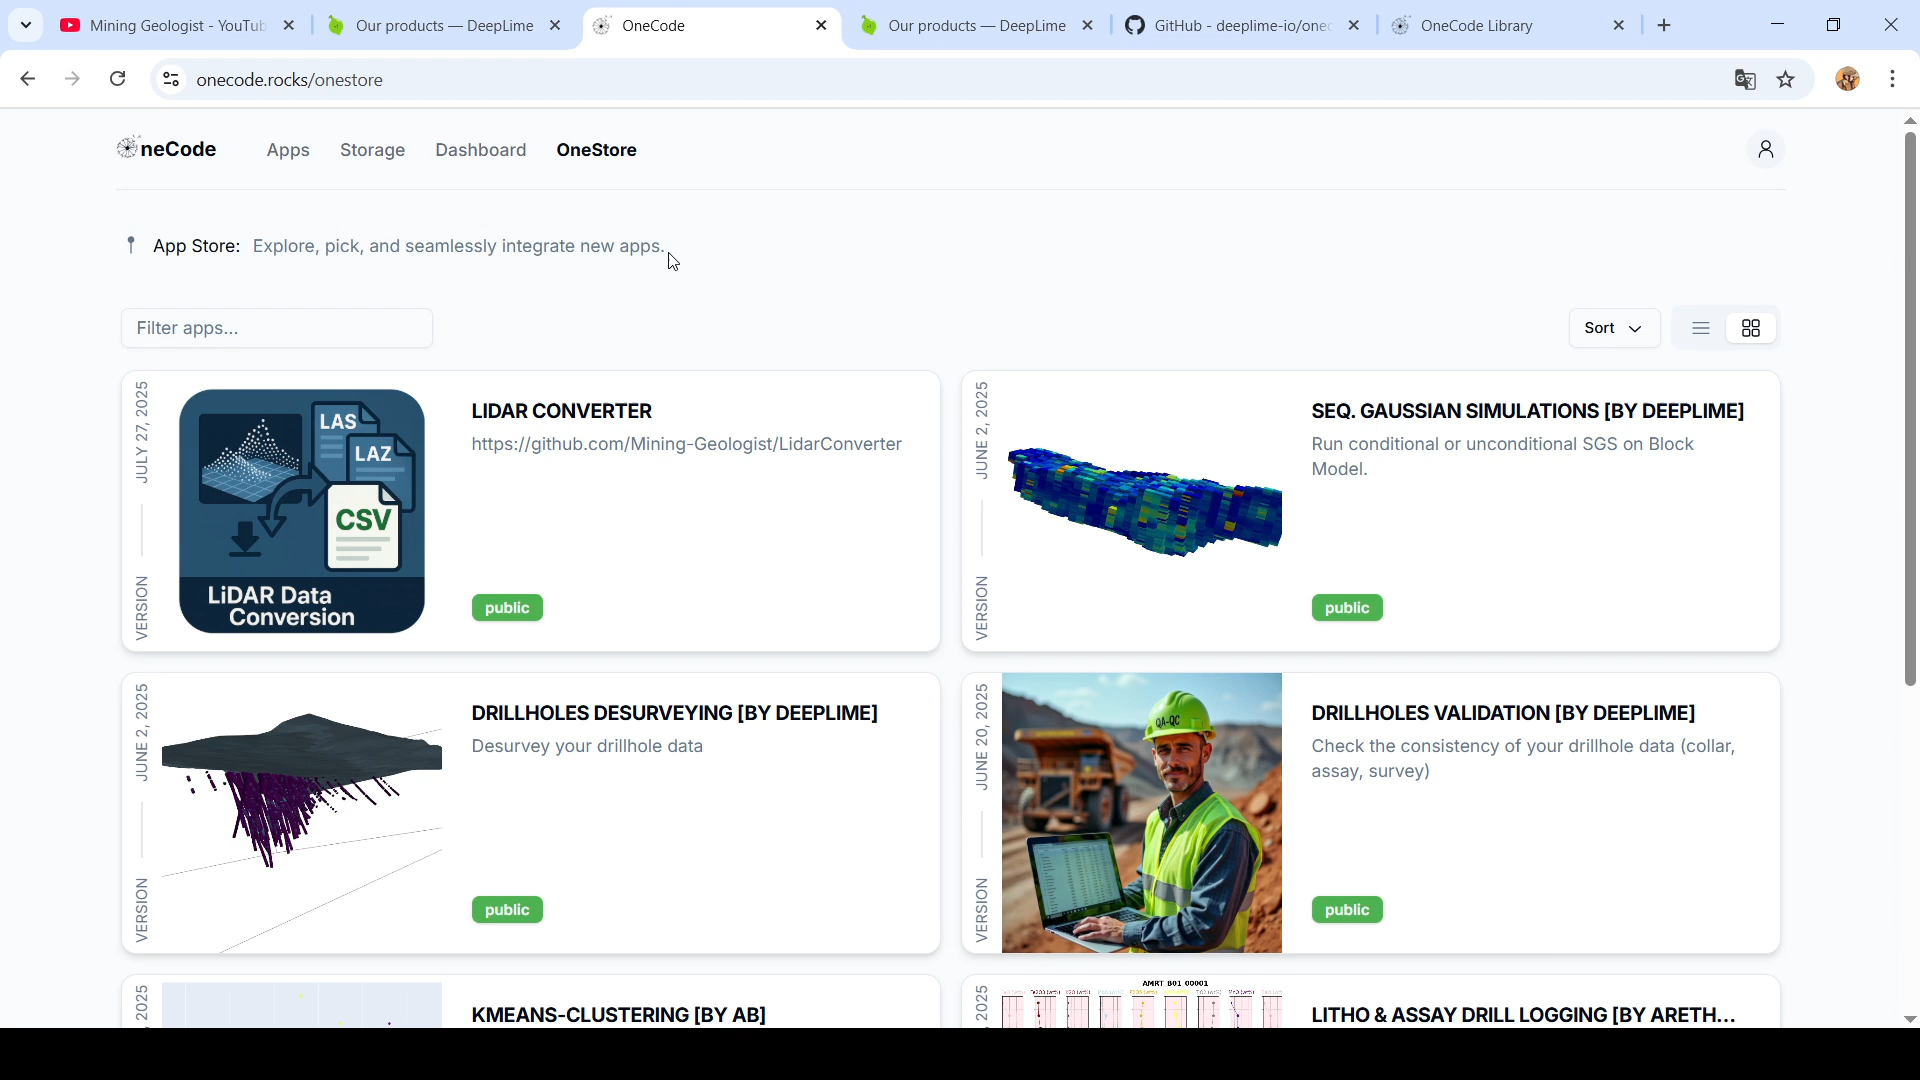 Mining Geologist - YouTub
Our products — DeepLime
OneCode
Our products — DeepLime
GitHub - deeplime-io/onec
OneCode Library
onecode.rocks/onestore
neCode
Apps
Storage
Dashboard
OneStore
App Store: Explore, pick, and seamlessly integrate new apps.
Filter apps...
Sort
JULY 27, 2025
VERSION
LAS
LAZ
CSV
LiDAR Data
Conversion
LIDAR CONVERTER
https://github.com/Mining-Geologist/LidarConverter
public
JUNE 2, 2025
VERSION
SEQ. GAUSSIAN SIMULATIONS [BY DEEPLIME]
Run conditional or unconditional SGS on Block
Model.
public
JUNE 2, 2025
VERSION
DRILLHOLES DESURVEYING [BY DEEPLIME]
Desurvey your drillhole data
public
JUNE 20, 2025
VERSION
QA-QC
DRILLHOLES VALIDATION [BY DEEPLIME]
Check the consistency of your drillhole data (collar,
assay, survey)
public
2025
KMEANS-CLUSTERING [BY AB]
2025
AMRT B01 00001
LITHO & ASSAY DRILL LOGGING [BY ARETH...